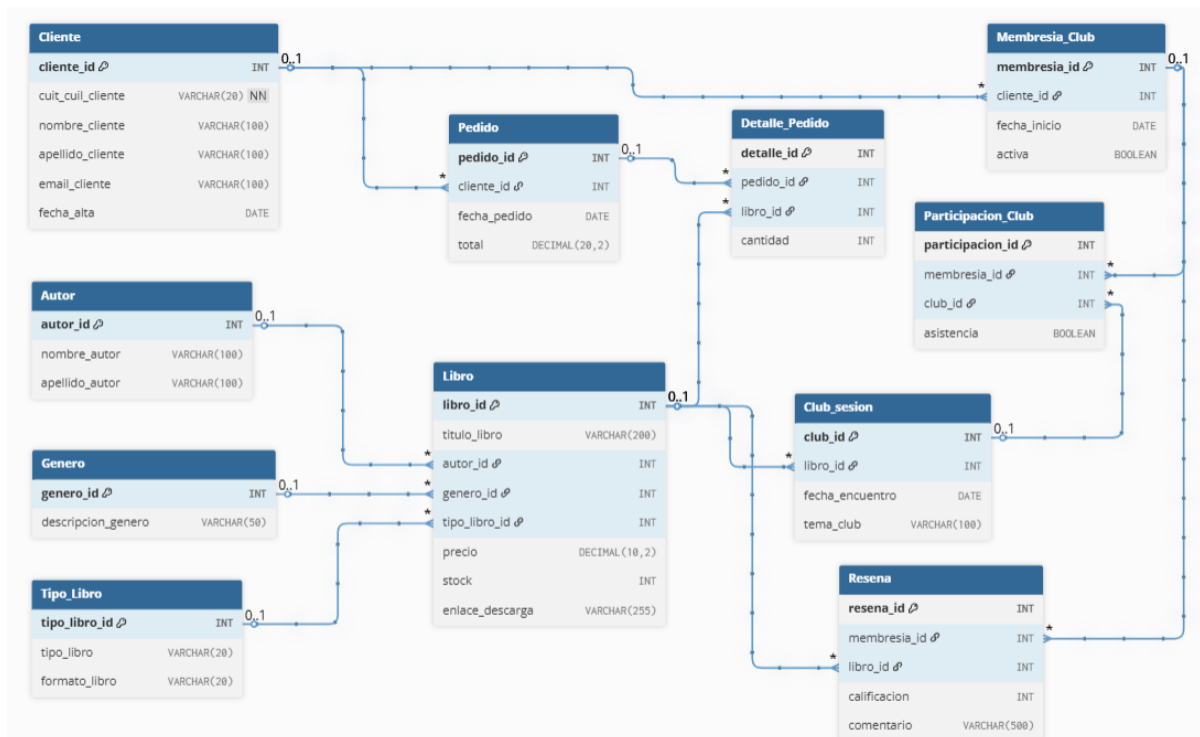 Cliente
cliente_id INT
cuit_cuil_cliente VARCHAR(20) NN
nombre_cliente VARCHAR(100)
apellido_cliente VARCHAR(100)
email_cliente VARCHAR(100)
fecha_alta DATE
0..1
*
*
Pedido
pedido_id INT
cliente_id INT
fecha_pedido DATE
total DECIMAL(20,2)
0..1
*
*
Detalle_Pedido
detalle_id INT
pedido_id INT
libro_id INT
cantidad INT
Membresia_Club
membresia_id INT
cliente_id INT
fecha_inicio DATE
activa BOOLEAN
0..1
Participacion_Club
participacion_id INT
membresia_id INT
club_id INT
asistencia BOOLEAN
*
*
Autor
autor_id INT
nombre_autor VARCHAR(100)
apellido_autor VARCHAR(100)
0..1
Genero
genero_id INT
descripcion_genero VARCHAR(50)
0..1
Tipo_Libro
tipo_libro_id INT
tipo_libro VARCHAR(20)
formato_libro VARCHAR(20)
0..1
*
*
*
Libro
libro_id INT
titulo_libro VARCHAR(200)
autor_id INT
genero_id INT
tipo_libro_id INT
precio DECIMAL(10,2)
stock INT
enlace_descarga VARCHAR(255)
0..1
*
Club_sesion
club_id INT
libro_id INT
fecha_encuentro DATE
tema_club VARCHAR(100)
0..1
*
*
Resena
resena_id INT
membresia_id INT
libro_id INT
calificacion INT
comentario VARCHAR(500)